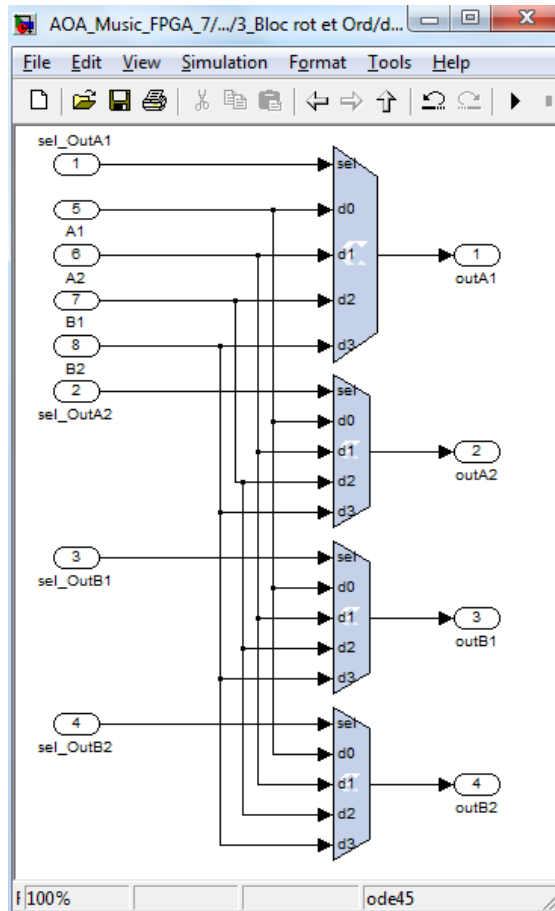 AOA_Music_FPGA_7/.../3_Bloc rot et Ord/d...
File Edit View Simulation Format Tools Help
sel_OutA1
1
sel
5
d0
A1
6
d1
1
A2
outA1
7
d2
B1
8
d3
B2
2
sel
sel_OutA2
d0
d1
2
outA2
d2
d3
3
sel
sel_OutB1
d0
d1
3
outB1
d2
d3
4
sel
sel_OutB2
d0
d1
4
outB2
d2
d3
100%
ode45